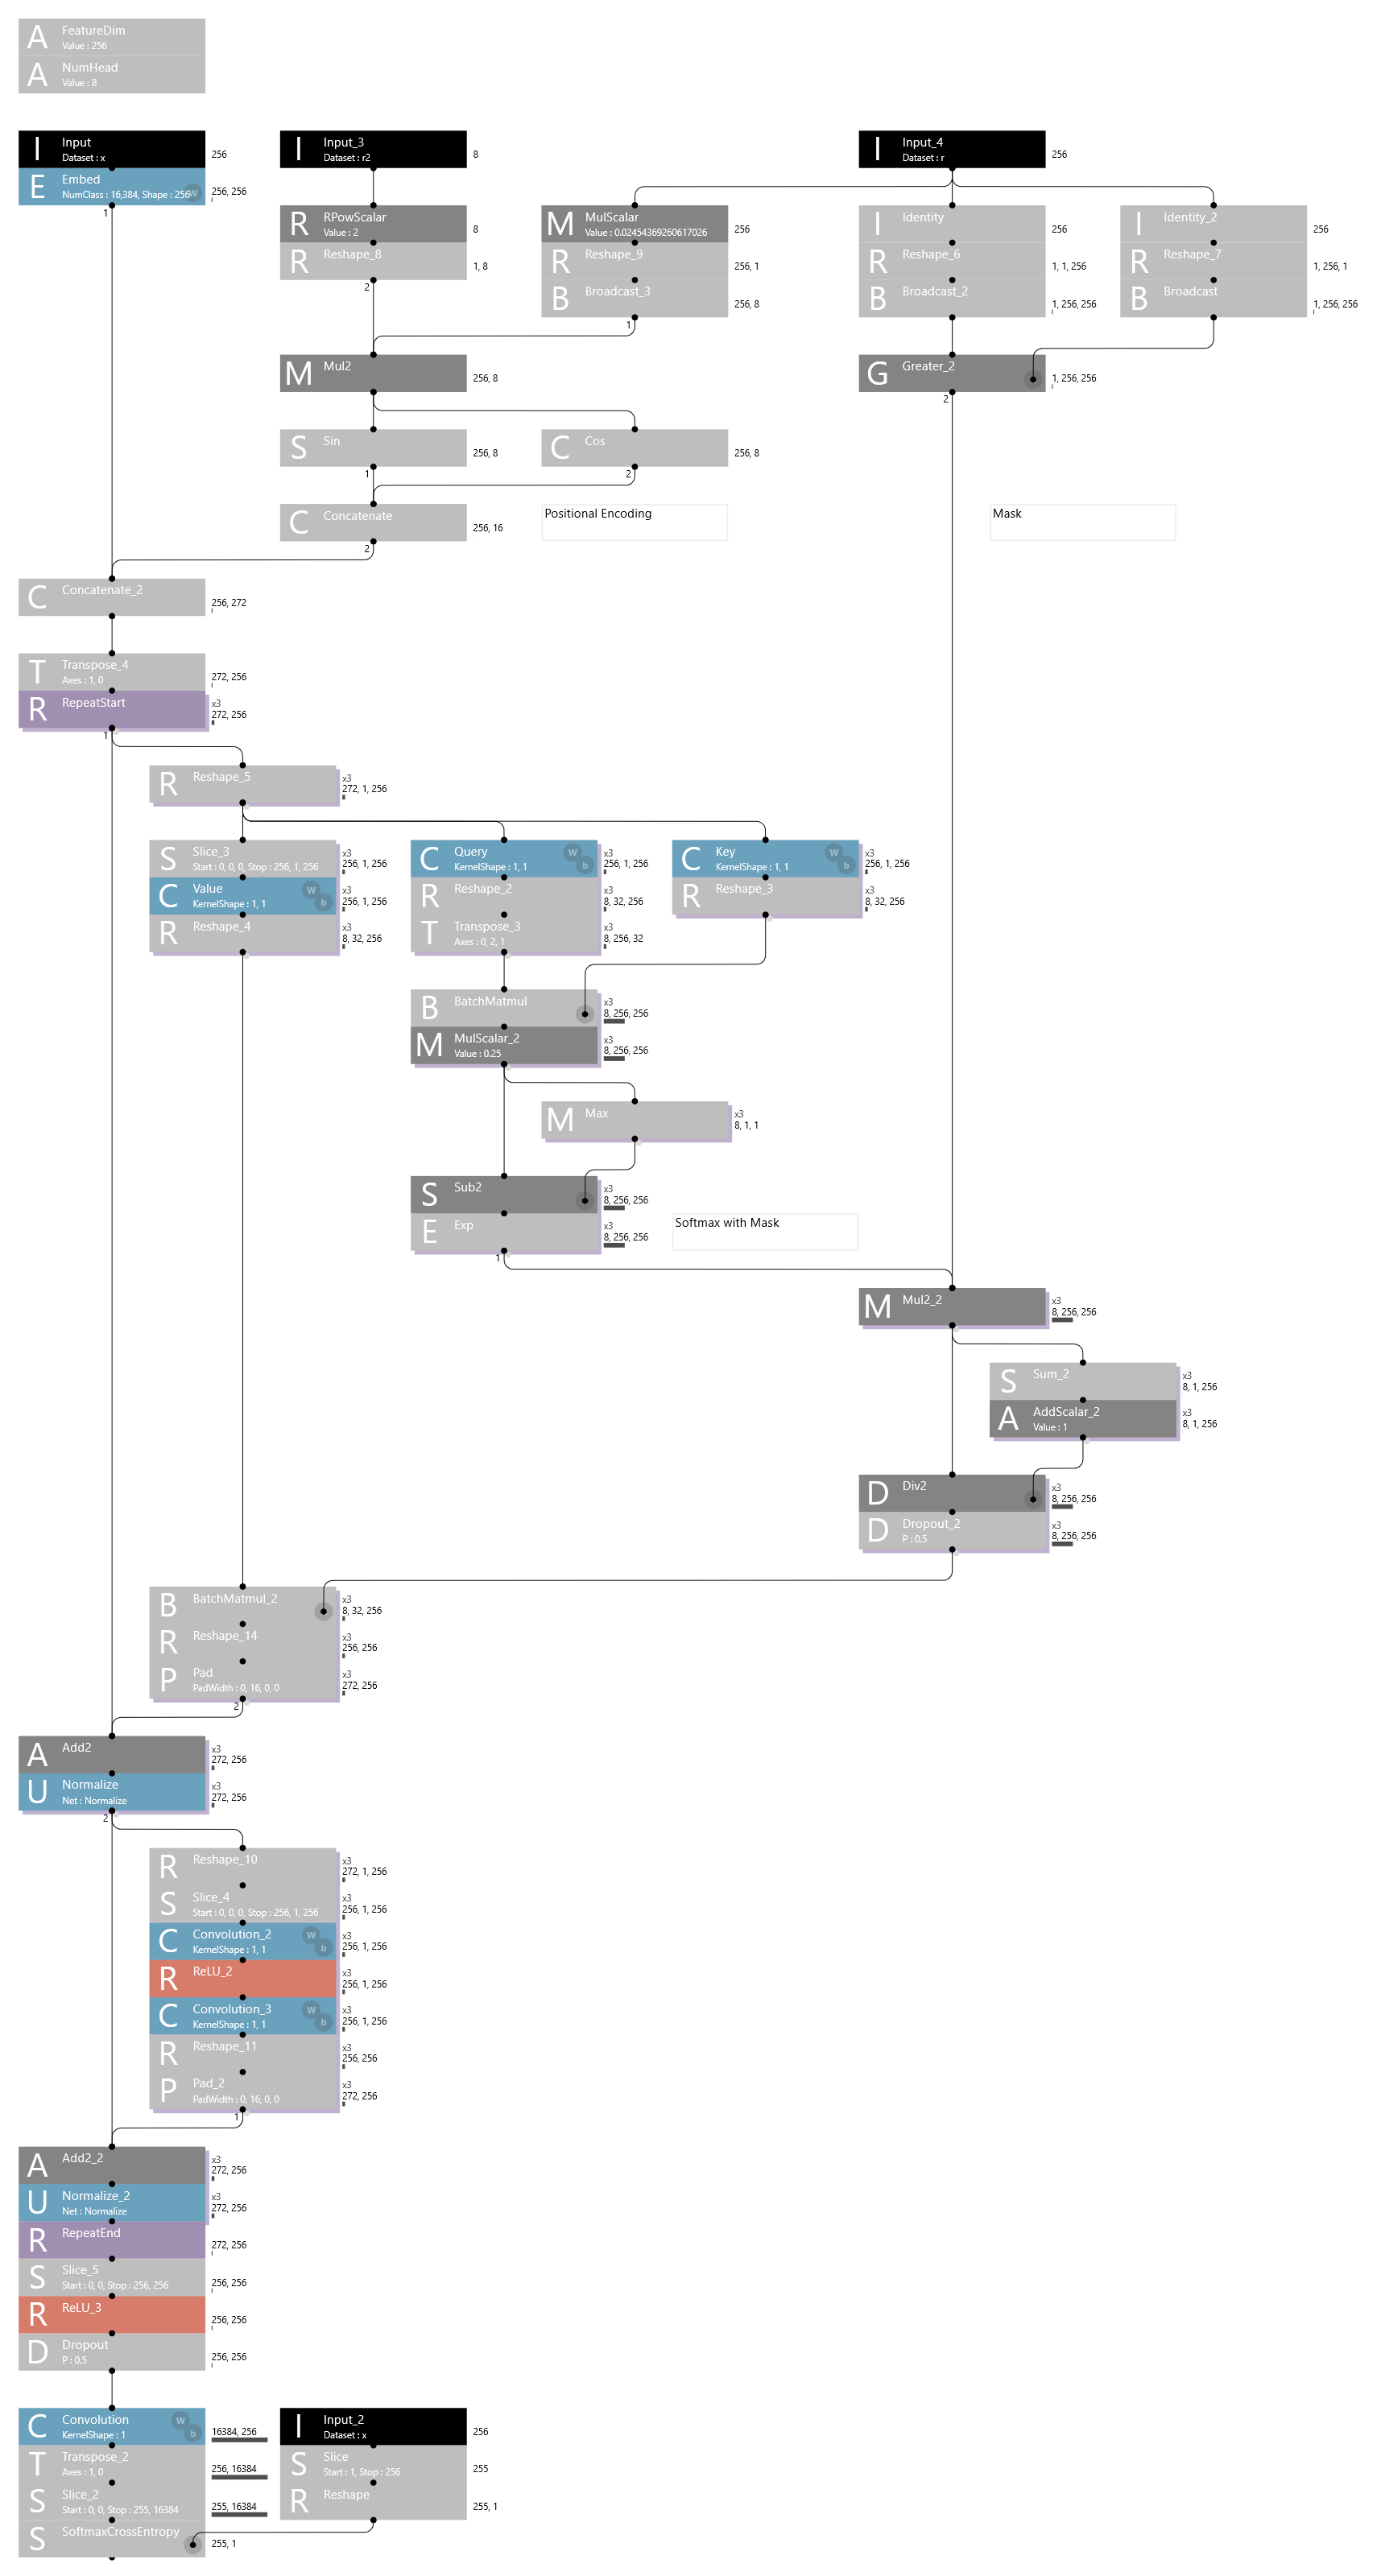 A FeatureDim
Value : 256
A NumHead
Value : 8
I Input
Dataset : x
256
I Input_3
Dataset : r2
8
I Input_4
Dataset : r
256
E Embed
NumClass : 16,384, Shape : 256
W
256, 256
1
R RPowScalar
Value : 2
8
M MulScalar
Value : 0.02454369260617026
256
I Identity
256
I Identity_2
256
R Reshape_8
1, 8
R Reshape_9
256, 1
R Reshape_6
1, 1, 256
R Reshape_7
1, 256, 1
2
B Broadcast_3
256, 8
B Broadcast_2
1, 256, 256
B Broadcast
1, 256, 256
1
M Mul2
256, 8
G Greater_2
1, 256, 256
2
S Sin
256, 8
C Cos
256, 8
1
2
C Concatenate
256, 16
Positional Encoding
Mask
2
C Concatenate_2
256, 272
T Transpose_4
Axes : 1, 0
272, 256
R RepeatStart
x3
272, 256
1
R Reshape_5
x3
272, 1, 256
S Slice_3
Start : 0, 0, 0, Stop : 256, 1, 256
x3
256, 1, 256
C Query
KernelShape : 1, 1
W
b
x3
256, 1, 256
C Key
KernelShape : 1, 1
W
b
x3
256, 1, 256
C Value
KernelShape : 1, 1
W
b
x3
256, 1, 256
R Reshape_2
x3
8, 32, 256
R Reshape_3
x3
8, 32, 256
R Reshape_4
x3
8, 32, 256
T Transpose_3
Axes : 0, 2, 1
x3
8, 256, 32
B BatchMatmul
x3
8, 256, 256
M MulScalar_2
Value : 0.25
x3
8, 256, 256
M Max
x3
8, 1, 1
S Sub2
x3
8, 256, 256
E Exp
x3
8, 256, 256
Softmax with Mask
1
M Mul2_2
x3
8, 256, 256
S Sum_2
x3
8, 1, 256
A AddScalar_2
Value : 1
x3
8, 1, 256
D Div2
x3
8, 256, 256
D Dropout_2
P : 0.5
x3
8, 256, 256
B BatchMatmul_2
x3
8, 32, 256
R Reshape_14
x3
256, 256
P Pad
PadWidth : 0, 16, 0, 0
x3
272, 256
2
A Add2
x3
272, 256
U Normalize
Net : Normalize
x3
272, 256
2
R Reshape_10
x3
272, 1, 256
S Slice_4
Start : 0, 0, 0, Stop : 256, 1, 256
x3
256, 1, 256
C Convolution_2
KernelShape : 1, 1
W
b
x3
256, 1, 256
R ReLU_2
x3
256, 1, 256
C Convolution_3
KernelShape : 1, 1
W
b
x3
256, 1, 256
R Reshape_11
x3
256, 256
P Pad_2
PadWidth : 0, 16, 0, 0
x3
272, 256
1
A Add2_2
x3
272, 256
U Normalize_2
Net : Normalize
x3
272, 256
R RepeatEnd
272, 256
S Slice_5
Start : 0, 0, Stop : 256, 256
256, 256
R ReLU_3
256, 256
D Dropout
P : 0.5
256, 256
C Convolution
KernelShape : 1
W
b
16384, 256
I Input_2
Dataset : x
256
T Transpose_2
Axes : 1, 0
256, 16384
S Slice
Start : 1, Stop : 256
255
S Slice_2
Start : 0, 0, Stop : 255, 16384
255, 16384
R Reshape
255, 1
S SoftmaxCrossEntropy
255, 1